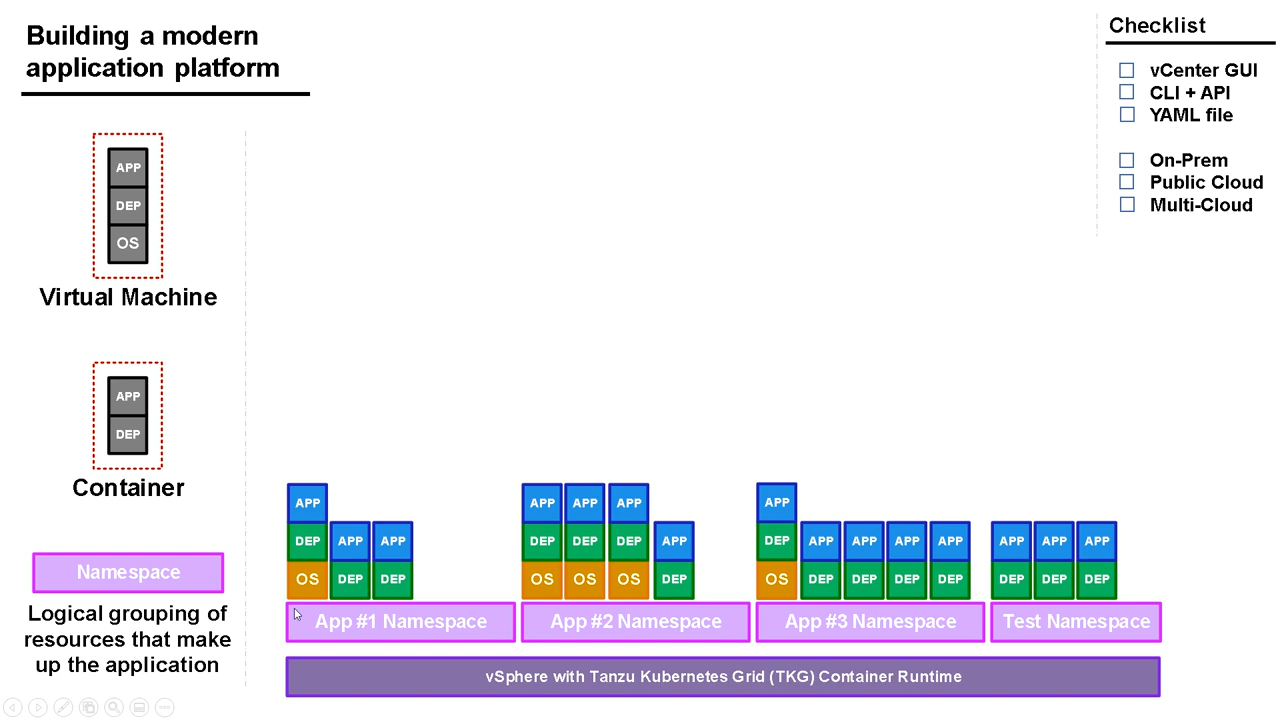 Building a modern
application platform
APP
DEP
OS
Virtual Machine
APP
DEP
Container
Namespace
Logical grouping of
resources that make
up the application
Checklist
vCenter GUI
CLI + API
YAML file
On-Prem
Public Cloud
Multi-Cloud
APP
DEP APP APP
OS DEP DEP
App #1 Namespace
APP APP APP
DEP DEP DEP APP
OS OS OS DEP
App #2 Namespace
APP
DEP APP APP APP APP
OS DEP DEP DEP DEP
App #3 Namespace
APP APP APP
DEP DEP DEP
Test Namespace
vSphere with Tanzu Kubernetes Grid (TKG) Container Runtime